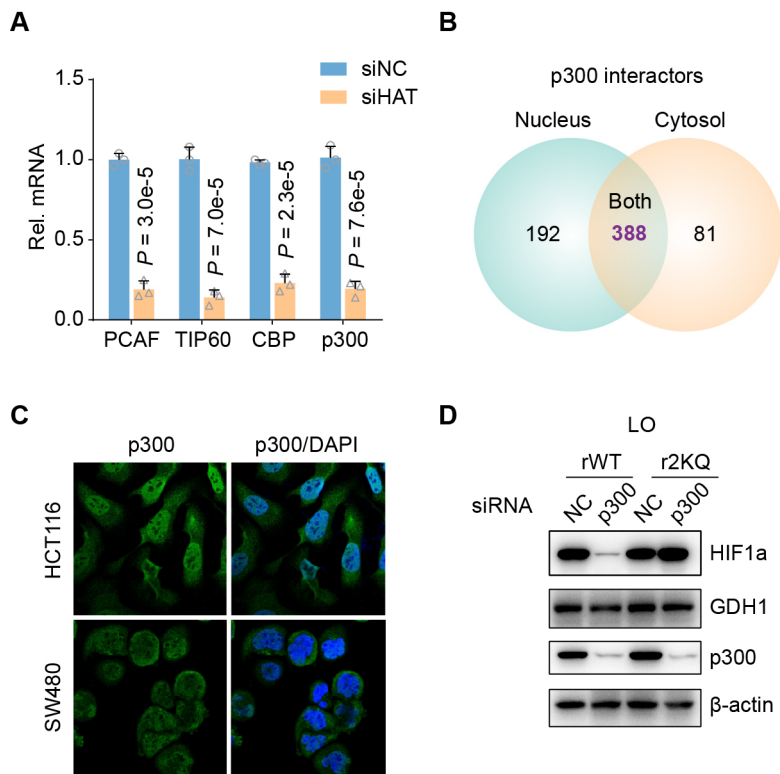 A
siNC
siHAT
Rel. mRNA
1.5
1.0
0.5
0.0
P = 3.0e-5
P = 7.0e-5
P = 2.3e-5
P = 7.6e-5
PCAF TIP60 CBP p300
B
p300 interactors
Nucleus Cytosol
Both
192 388 81
C
p300 p300/DAPI
HCT116
SW480
D
LO
rWT r2KQ
siRNA NC p300 NC p300
HIF1a
GDH1
p300
β-actin